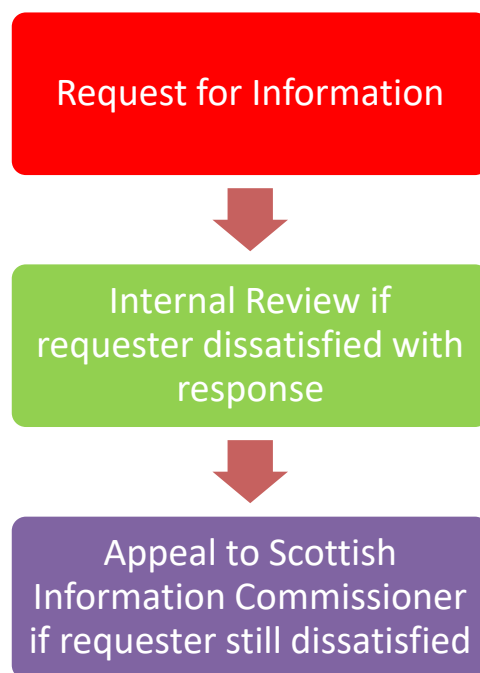 Request for Information
Internal Review if
requester dissatisfied with
response
Appeal to Scottish
Information Commissioner
if requester still dissatisfied